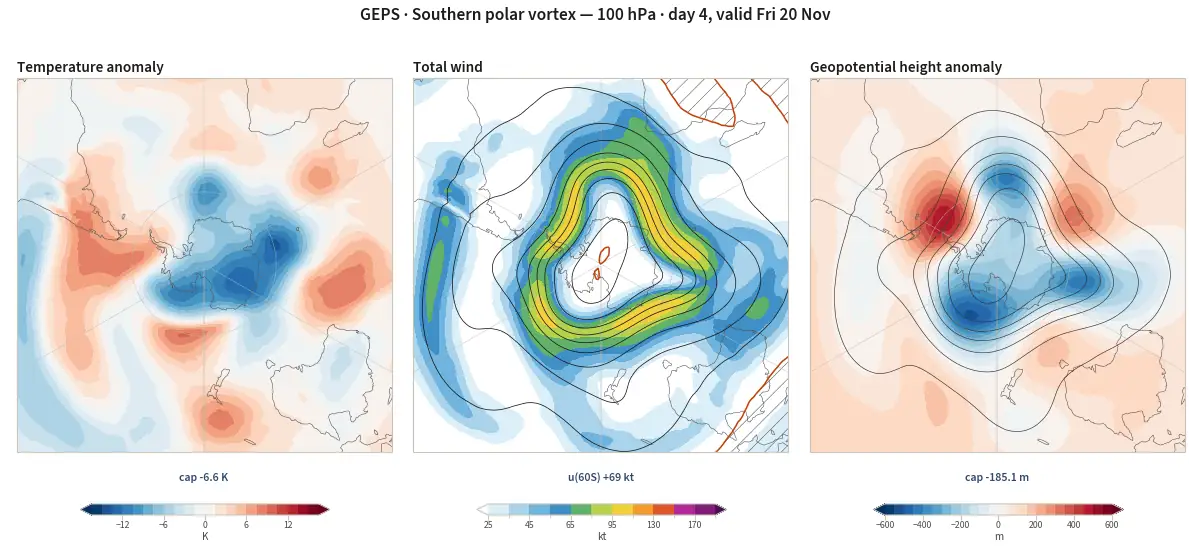 GEPS · Southern polar vortex — 100 hPa · day 4, valid Fri 20 Nov
Temperature anomaly
Total wind
Geopotential height anomaly
cap -6.6 K
u(60S) +69 kt
cap -185.1 m
−12 −6 0 6 12
K
25 45 65 95 130 170
kt
−600 −400 −200 0 200 400 600
m